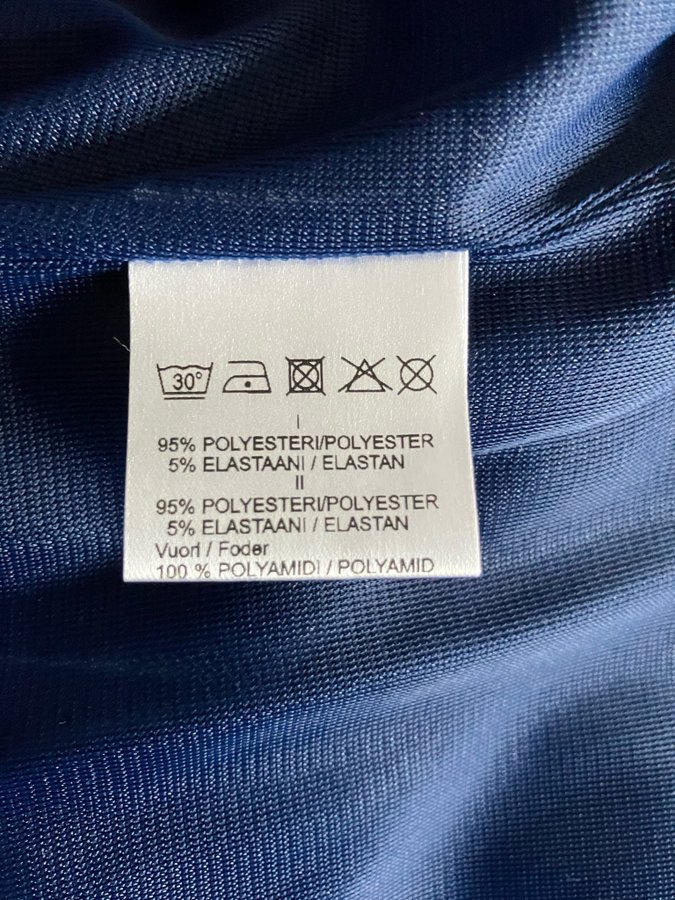 30°
I
95% POLYESTERI/POLYESTER
5% ELASTAANI / ELASTAN
II
95% POLYESTERI/POLYESTER
5% ELASTAANI / ELASTAN
Vuori / Foder
100 % POLYAMIDI / POLYAMID